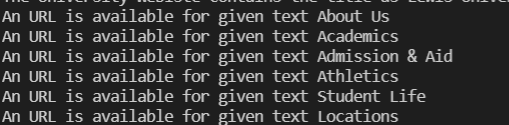 The University Webiste contains the title as Lewis
An URL is available for given text About Us
An URL is available for given text Academics
An URL is available for given text Admission & Aid
An URL is available for given text Athletics
An URL is available for given text Student Life
An URL is available for given text Locations